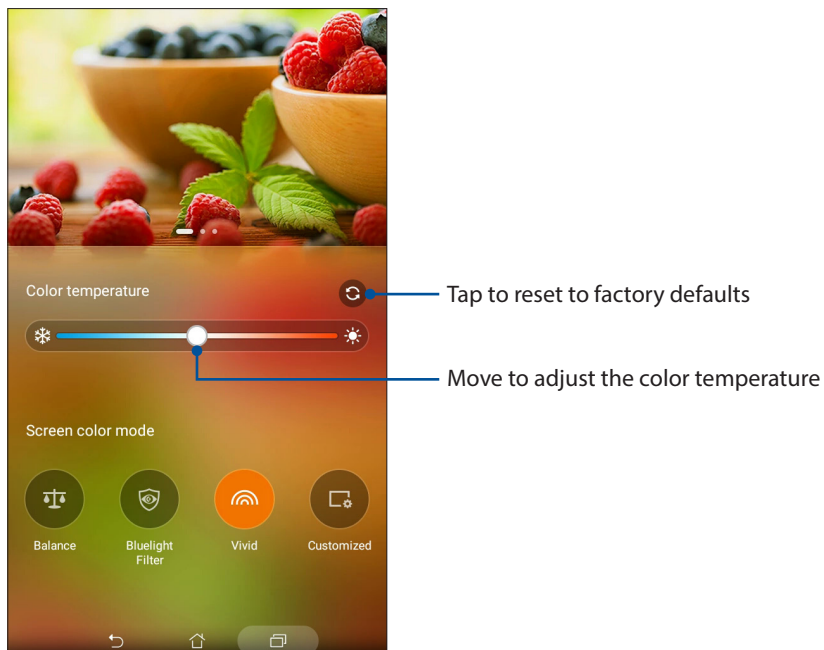 Color temperature
Tap to reset to factory defaults
Move to adjust the color temperature
Screen color mode
Balance
Bluelight
Filter
Vivid
Customized